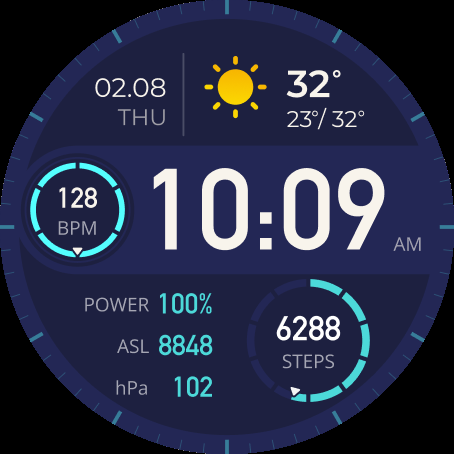 02.08
THU
32°
23°/ 32°
128
BPM
10:09
AM
POWER 100%
ASL 8848
hPa 102
6288
STEPS